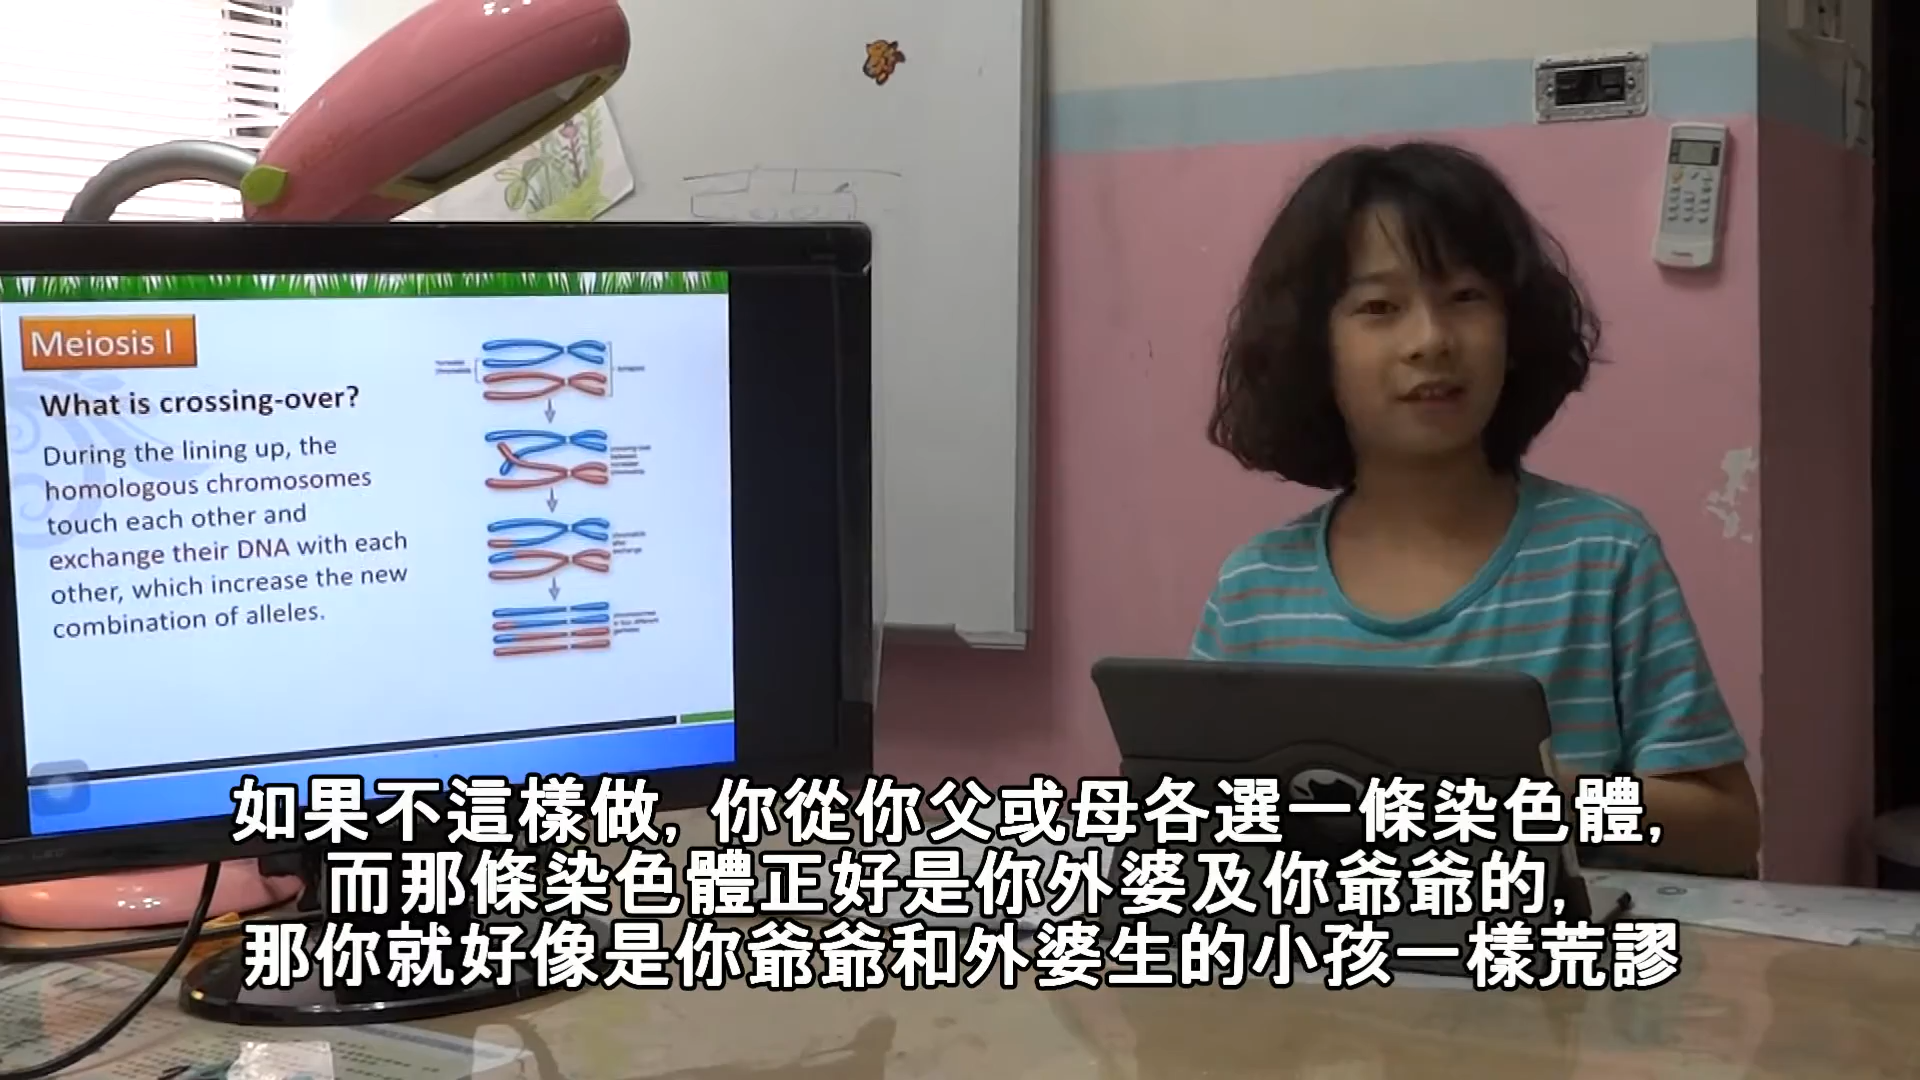 Meiosis I
What is crossing-over?
During the lining up, the
homologous chromosomes
touch each other and
exchange their DNA with each
other, which increase the new
combination of alleles.
如果不這樣做, 你從你父或母各選一條染色體,
而那條染色體正好是你外婆及你爺爺的,
那你就好像是你爺爺和外婆生的小孩一樣荒謬